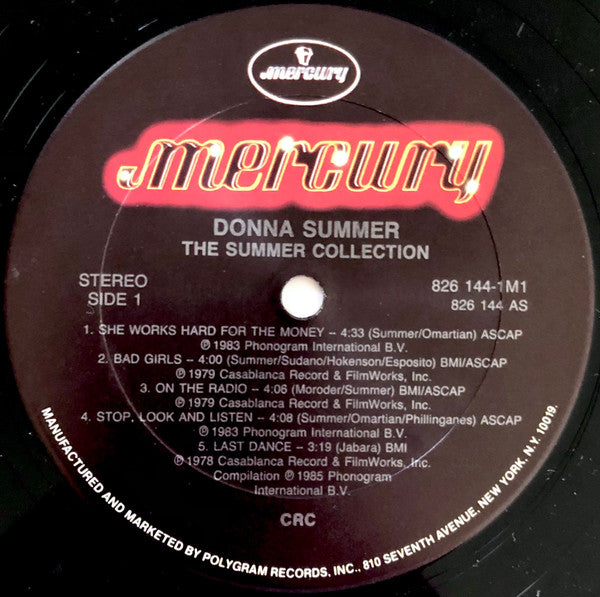 mercury
mercury
DONNA SUMMER
THE SUMMER COLLECTION
STEREO
SIDE 1
826 144-1M1
826 144 AS
1. SHE WORKS HARD FOR THE MONEY -- 4:33 (Summer/Omartian) ASCAP
℗ 1983 Phonogram International B.V.
2. BAD GIRLS -- 4:00 (Summer/Sudano/Hokenson/Esposito) BMI/ASCAP
℗ 1979 Casablanca Record & FilmWorks, Inc.
3. ON THE RADIO -- 4:06 (Moroder/Summer) BMI/ASCAP
℗ 1979 Casablanca Record & FilmWorks, Inc.
4. STOP, LOOK AND LISTEN -- 4:08 (Summer/Omartian/Phillinganes) ASCAP
℗ 1983 Phonogram International B.V.
5. LAST DANCE -- 3:19 (Jabara) BMI
℗ 1978 Casablanca Record & FilmWorks, Inc.
Compilation ℗ 1985 Phonogram
International B.V.
CRC
MANUFACTURED AND MARKETED BY POLYGRAM RECORDS, INC., 810 SEVENTH AVENUE, NEW YORK, N.Y. 10019.